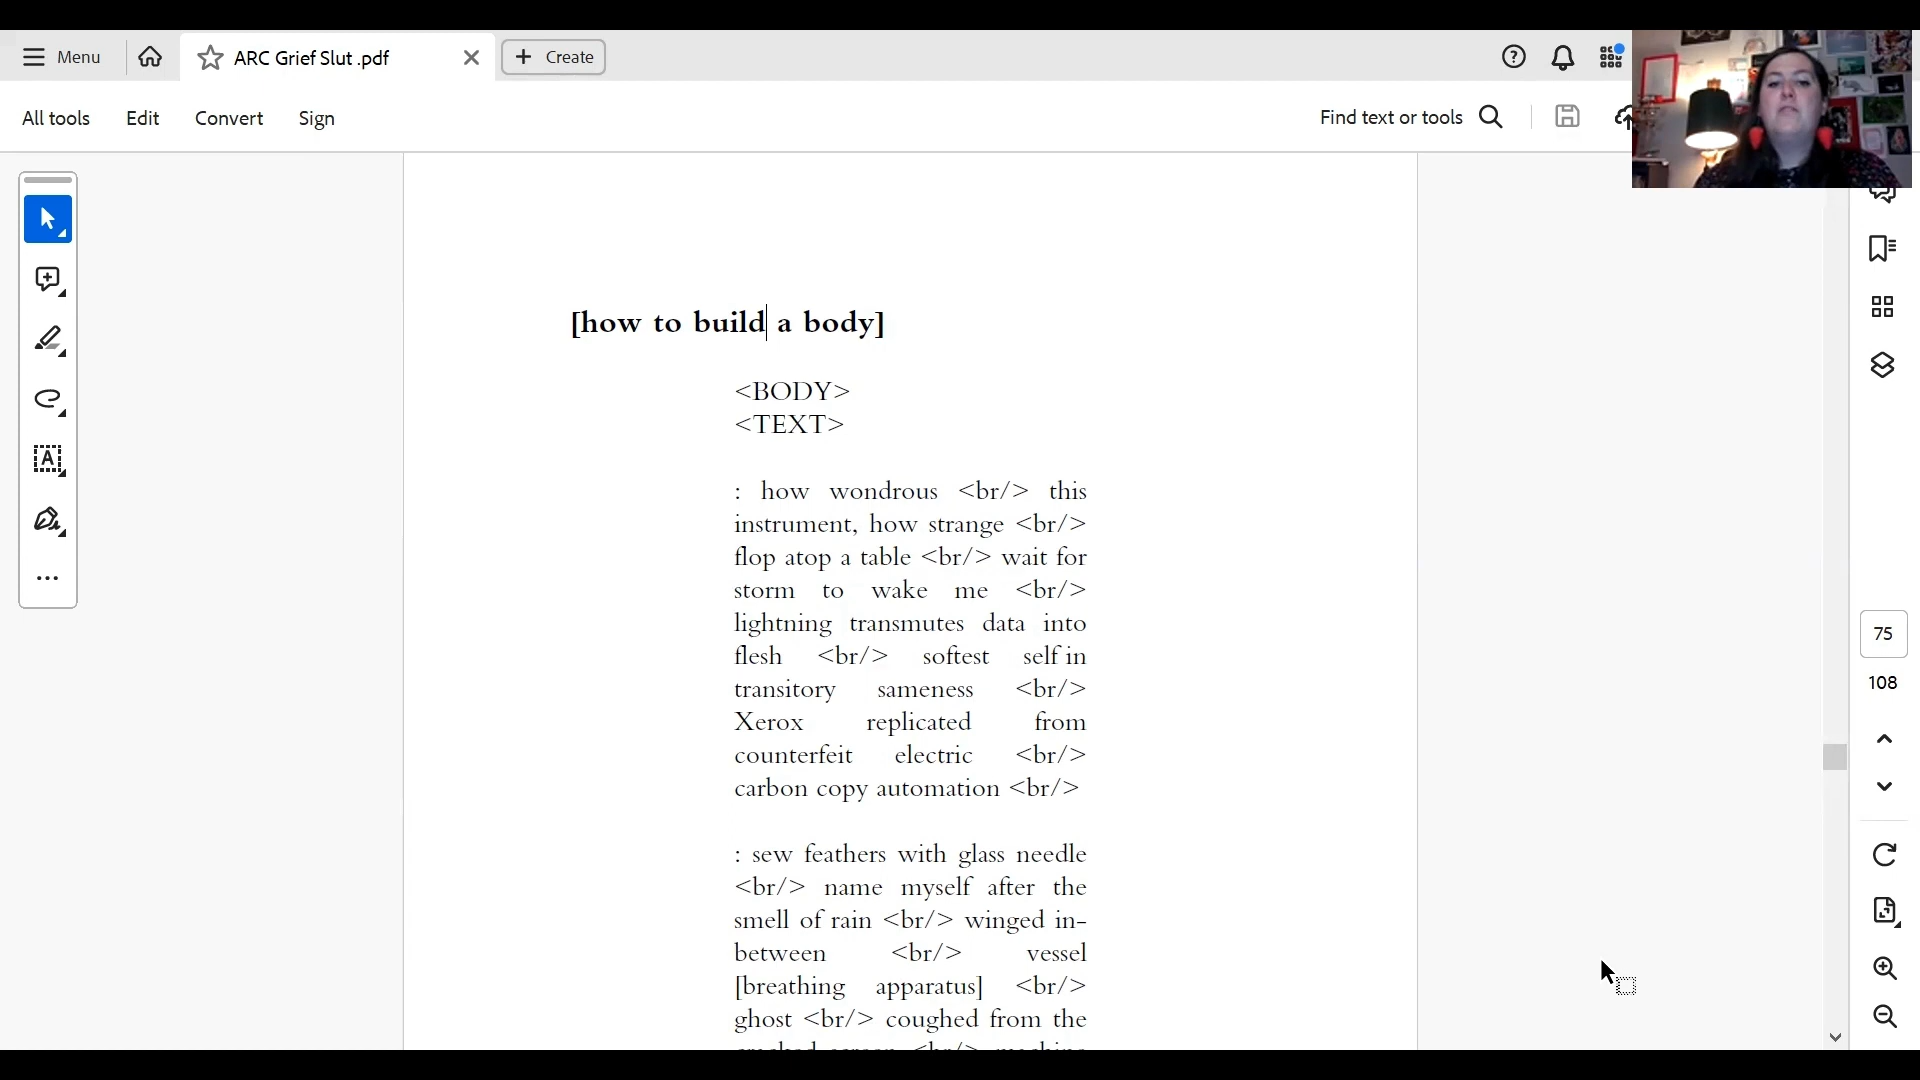 Menu
ARC Grief Slut .pdf
Create
All tools
Edit
Convert
Sign
Find text or tools
[how to build a body]
<BODY>
<TEXT>
: how wondrous <br/> this
instrument, how strange <br/>
flop atop a table <br/> wait for
storm to wake me <br/>
lightning transmutes data into
flesh <br/> softest self in
transitory sameness <br/>
Xerox replicated from
counterfeit electric <br/>
carbon copy automation <br/>
: sew feathers with glass needle
<br/> name myself after the
smell of rain <br/> winged in-
between <br/> vessel
[breathing apparatus] <br/>
ghost <br/> coughed from the
75
108